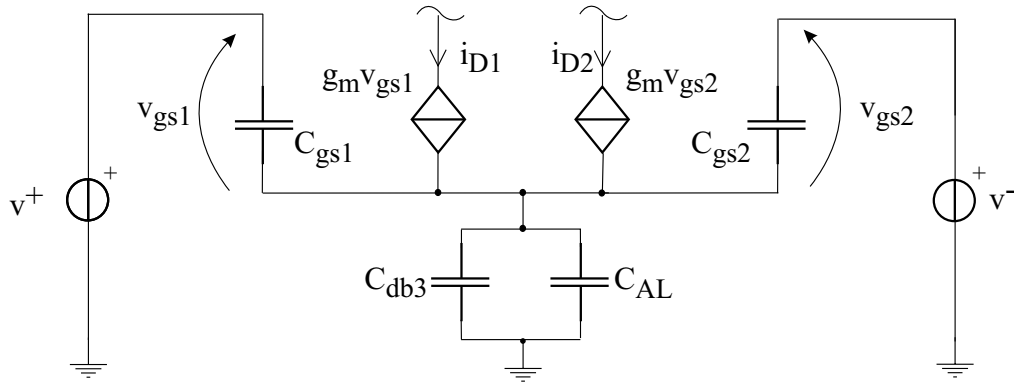 i_D1 i_D2
g_mv_gs1 g_mv_gs2
v_gs1 v_gs2
C_gs1 C_gs2
+ +
v^+ v^-
C_db3 C_AL